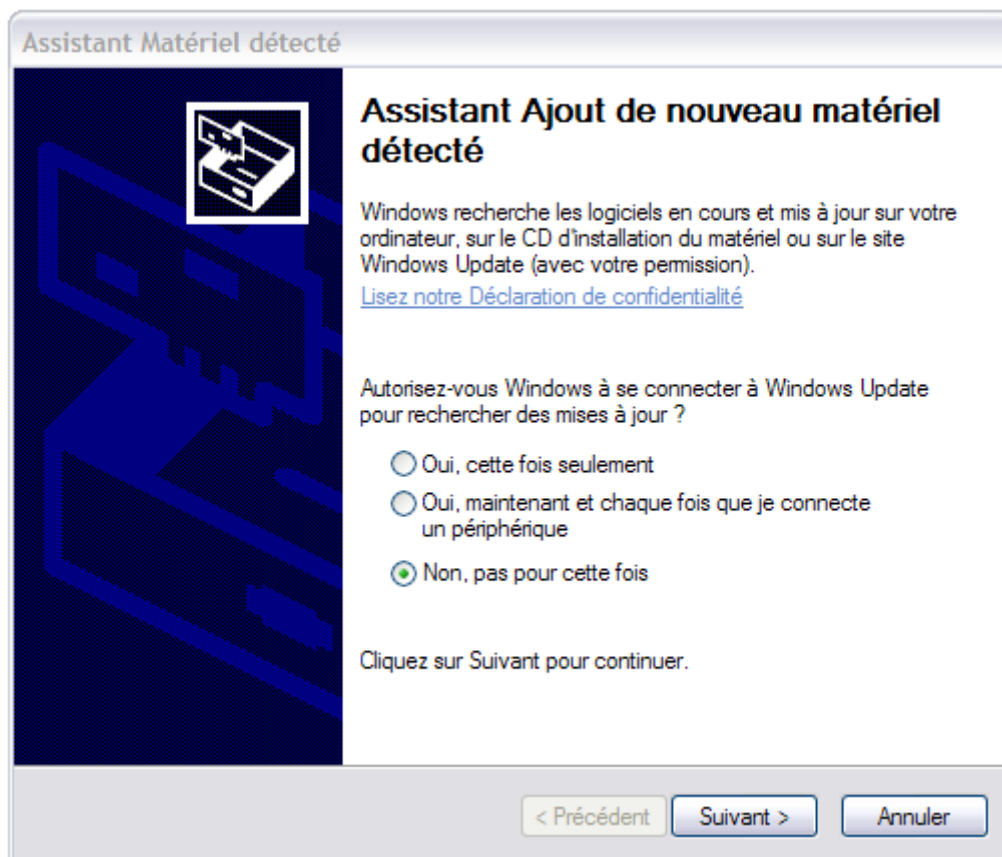 Assistant Matériel détecté
Assistant Ajout de nouveau matériel
détecté
Windows recherche les logiciels en cours et mis à jour sur votre
ordinateur, sur le CD d'installation du matériel ou sur le site
Windows Update (avec votre permission).
Lisez notre Déclaration de confidentialité
Autorisez-vous Windows à se connecter à Windows Update
pour rechercher des mises à jour ?
Oui, cette fois seulement
Oui, maintenant et chaque fois que je connecte
un périphérique
Non, pas pour cette fois
Cliquez sur Suivant pour continuer.
< Précédent Suivant > Annuler